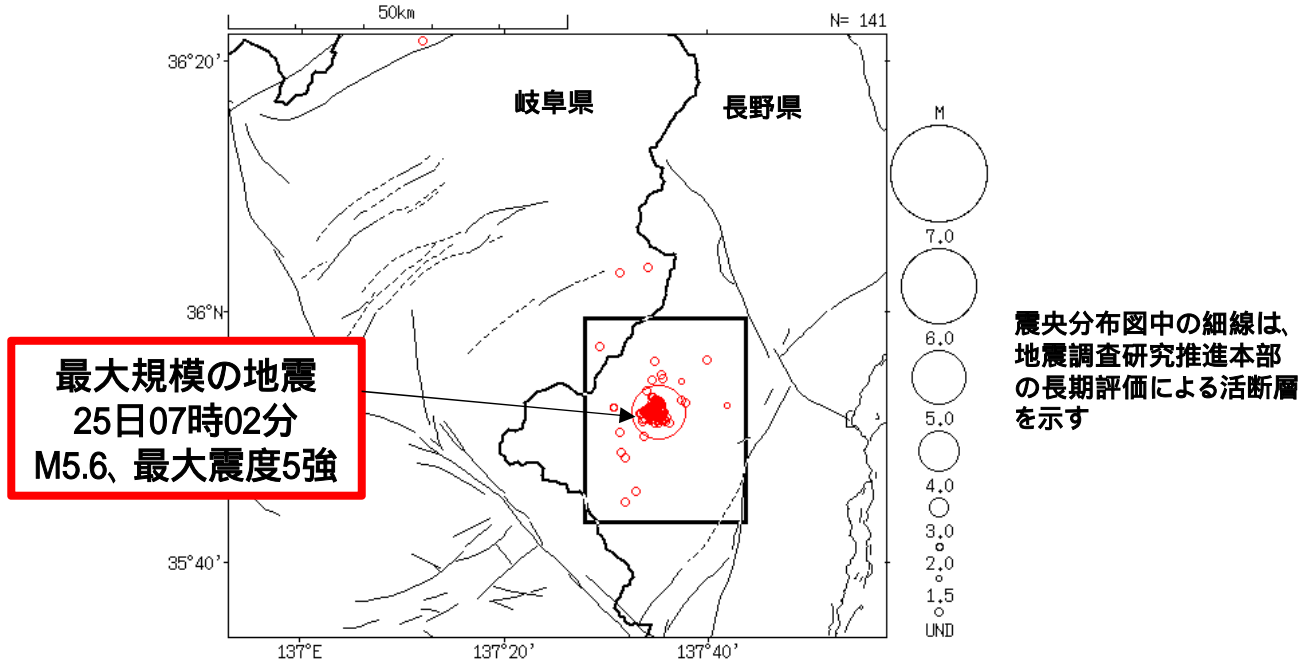 50km
N= 141
36°20'
岐阜県
長野県
M
7.0
36°N
6.0
震央分布図中の細線は、
地震調査研究推進本部
の長期評価による活断層
を示す
最大規模の地震
25日07時02分
M5.6、最大震度5強
5.0
4.0
3.0
2.0
35°40'
1.5
UND
137°E
137°20'
137°40'